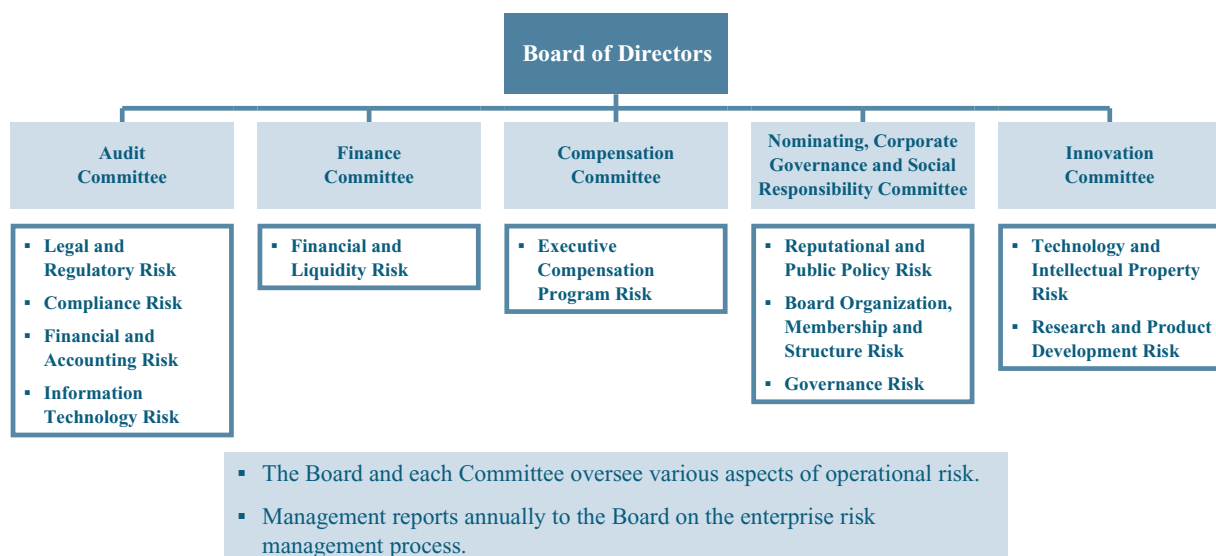 Board of Directors
Audit
Committee
Finance
Committee
Compensation
Committee
Nominating, Corporate
Governance and Social
Responsibility Committee
Innovation
Committee
▪ Legal and
Regulatory Risk
▪ Compliance Risk
▪ Financial and
Accounting Risk
▪ Information
Technology Risk
▪ Financial and
Liquidity Risk
▪ Executive
Compensation
Program Risk
▪ Reputational and
Public Policy Risk
▪ Board Organization,
Membership and
Structure Risk
▪ Governance Risk
▪ Technology and
Intellectual Property
Risk
▪ Research and Product
Development Risk
▪ The Board and each Committee oversee various aspects of operational risk.
▪ Management reports annually to the Board on the enterprise risk
management process.